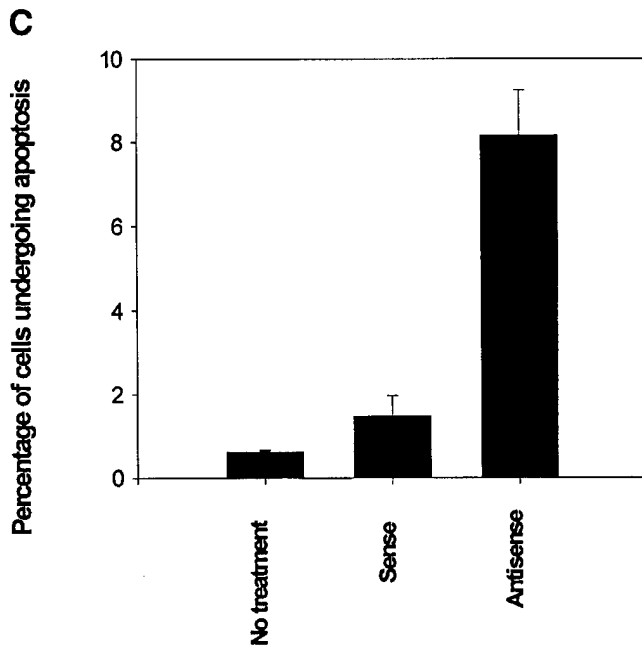 C
Percentage of cells undergoing apoptosis
10
8
6
4
2
0
No treatment
Sense
Antisense